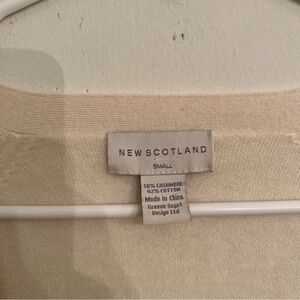 NEW SCOTLAND
SMALL
58% CASHMERE
42% COTTON
Made in China
Design Ltd